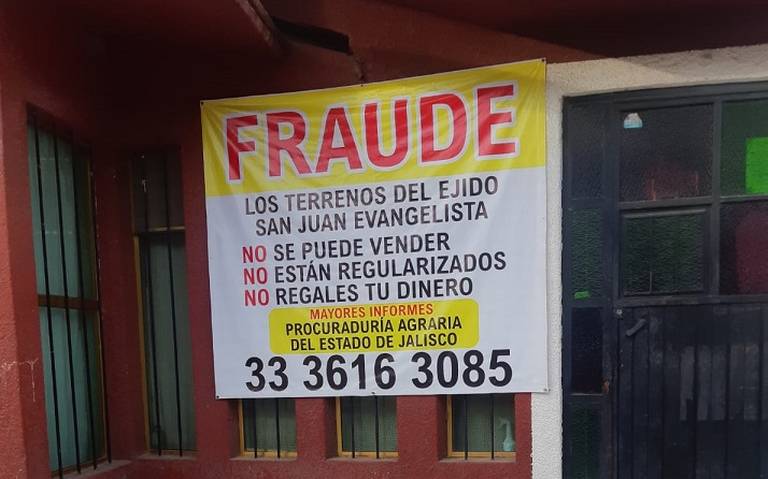 FRAUDE
LOS TERRENOS DEL EJIDO
SAN JUAN EVANGELISTA
NO SE PUEDE VENDER
NO ESTÁN REGULARIZADOS
NO REGALES TU DINERO
MAYORES INFORMES
PROCURADURÍA AGRARIA
DEL ESTADO DE JALISCO
33 3616 3085